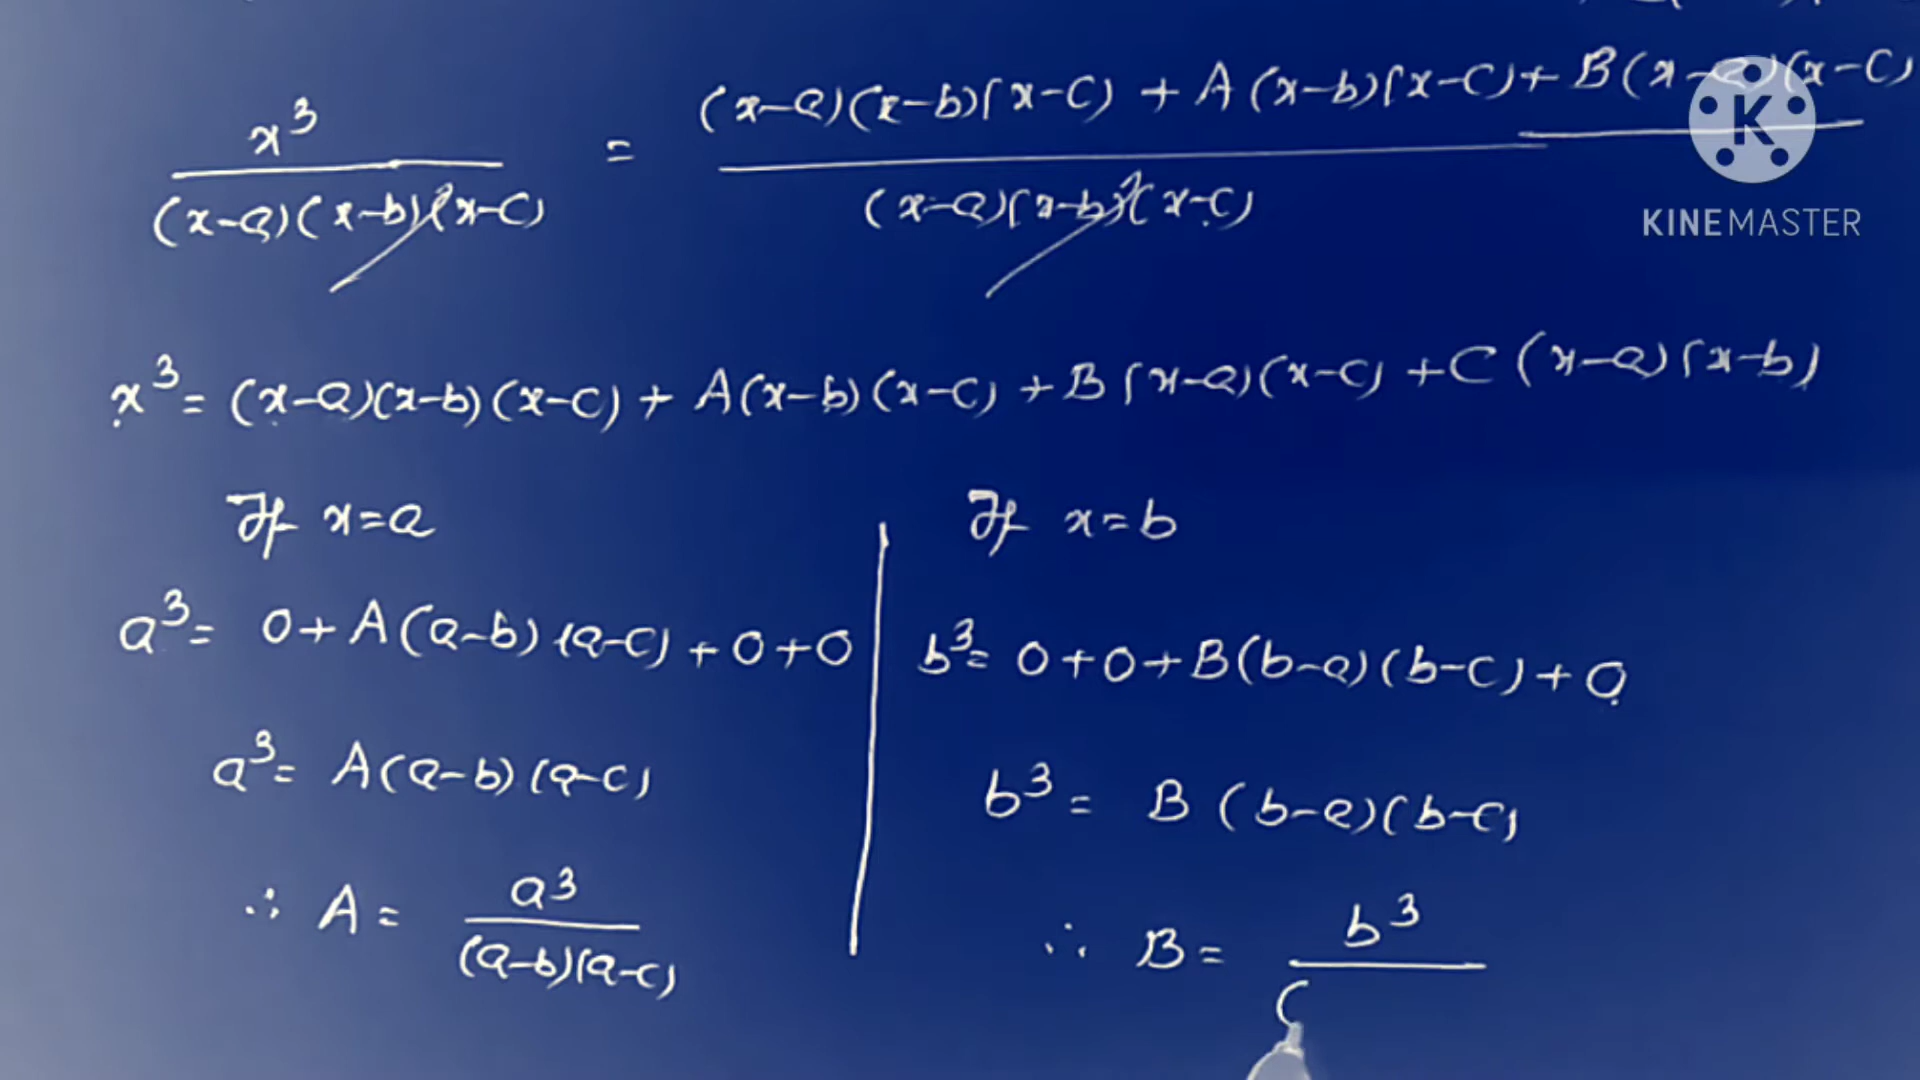 x³ / (x-a)(x-b)(x-c) = (x-a)(x-b)(x-c) + A(x-b)(x-c) + B(x-a)(x-c) / (x-a)(x-b)(x-c)
KINEMASTER
x³ = (x-a)(x-b)(x-c) + A(x-b)(x-c) + B(x-a)(x-c) + C(x-a)(x-b)
If x=a
a³ = 0 + A(a-b)(a-c) + 0 + 0
a³ = A(a-b)(a-c)
∴ A = a³ / (a-b)(a-c)
If x=b
b³ = 0 + 0 + B(b-a)(b-c) + 0
b³ = B(b-a)(b-c)
∴ B = b³ / (